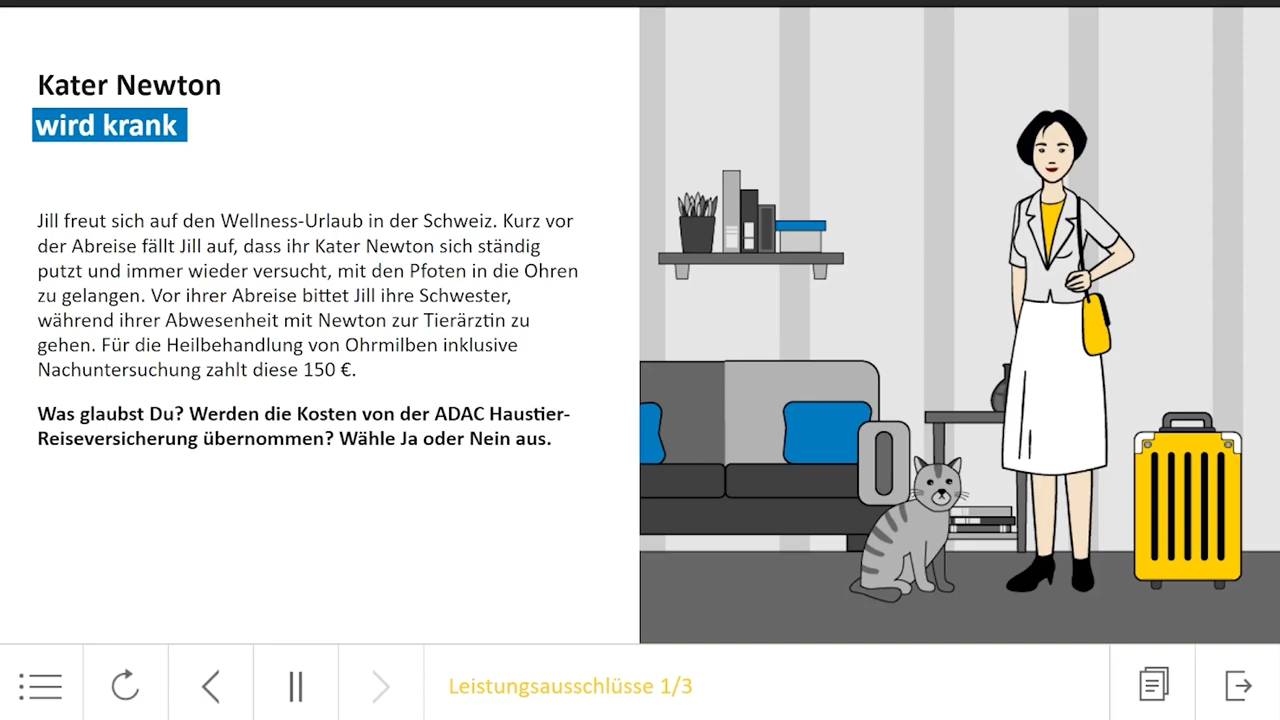 Kater Newton
wird krank
Jill freut sich auf den Wellness-Urlaub in der Schweiz. Kurz vor
der Abreise fällt Jill auf, dass ihr Kater Newton sich ständig
putzt und immer wieder versucht, mit den Pfoten in die Ohren
zu gelangen. Vor ihrer Abreise bittet Jill ihre Schwester,
während ihrer Abwesenheit mit Newton zur Tierärztin zu
gehen. Für die Heilbehandlung von Ohrmilben inklusive
Nachuntersuchung zahlt diese 150 €.
Was glaubst Du? Werden die Kosten von der ADAC Haustier-
Reiseversicherung übernommen? Wähle Ja oder Nein aus.
Leistungsausschlüsse 1/3